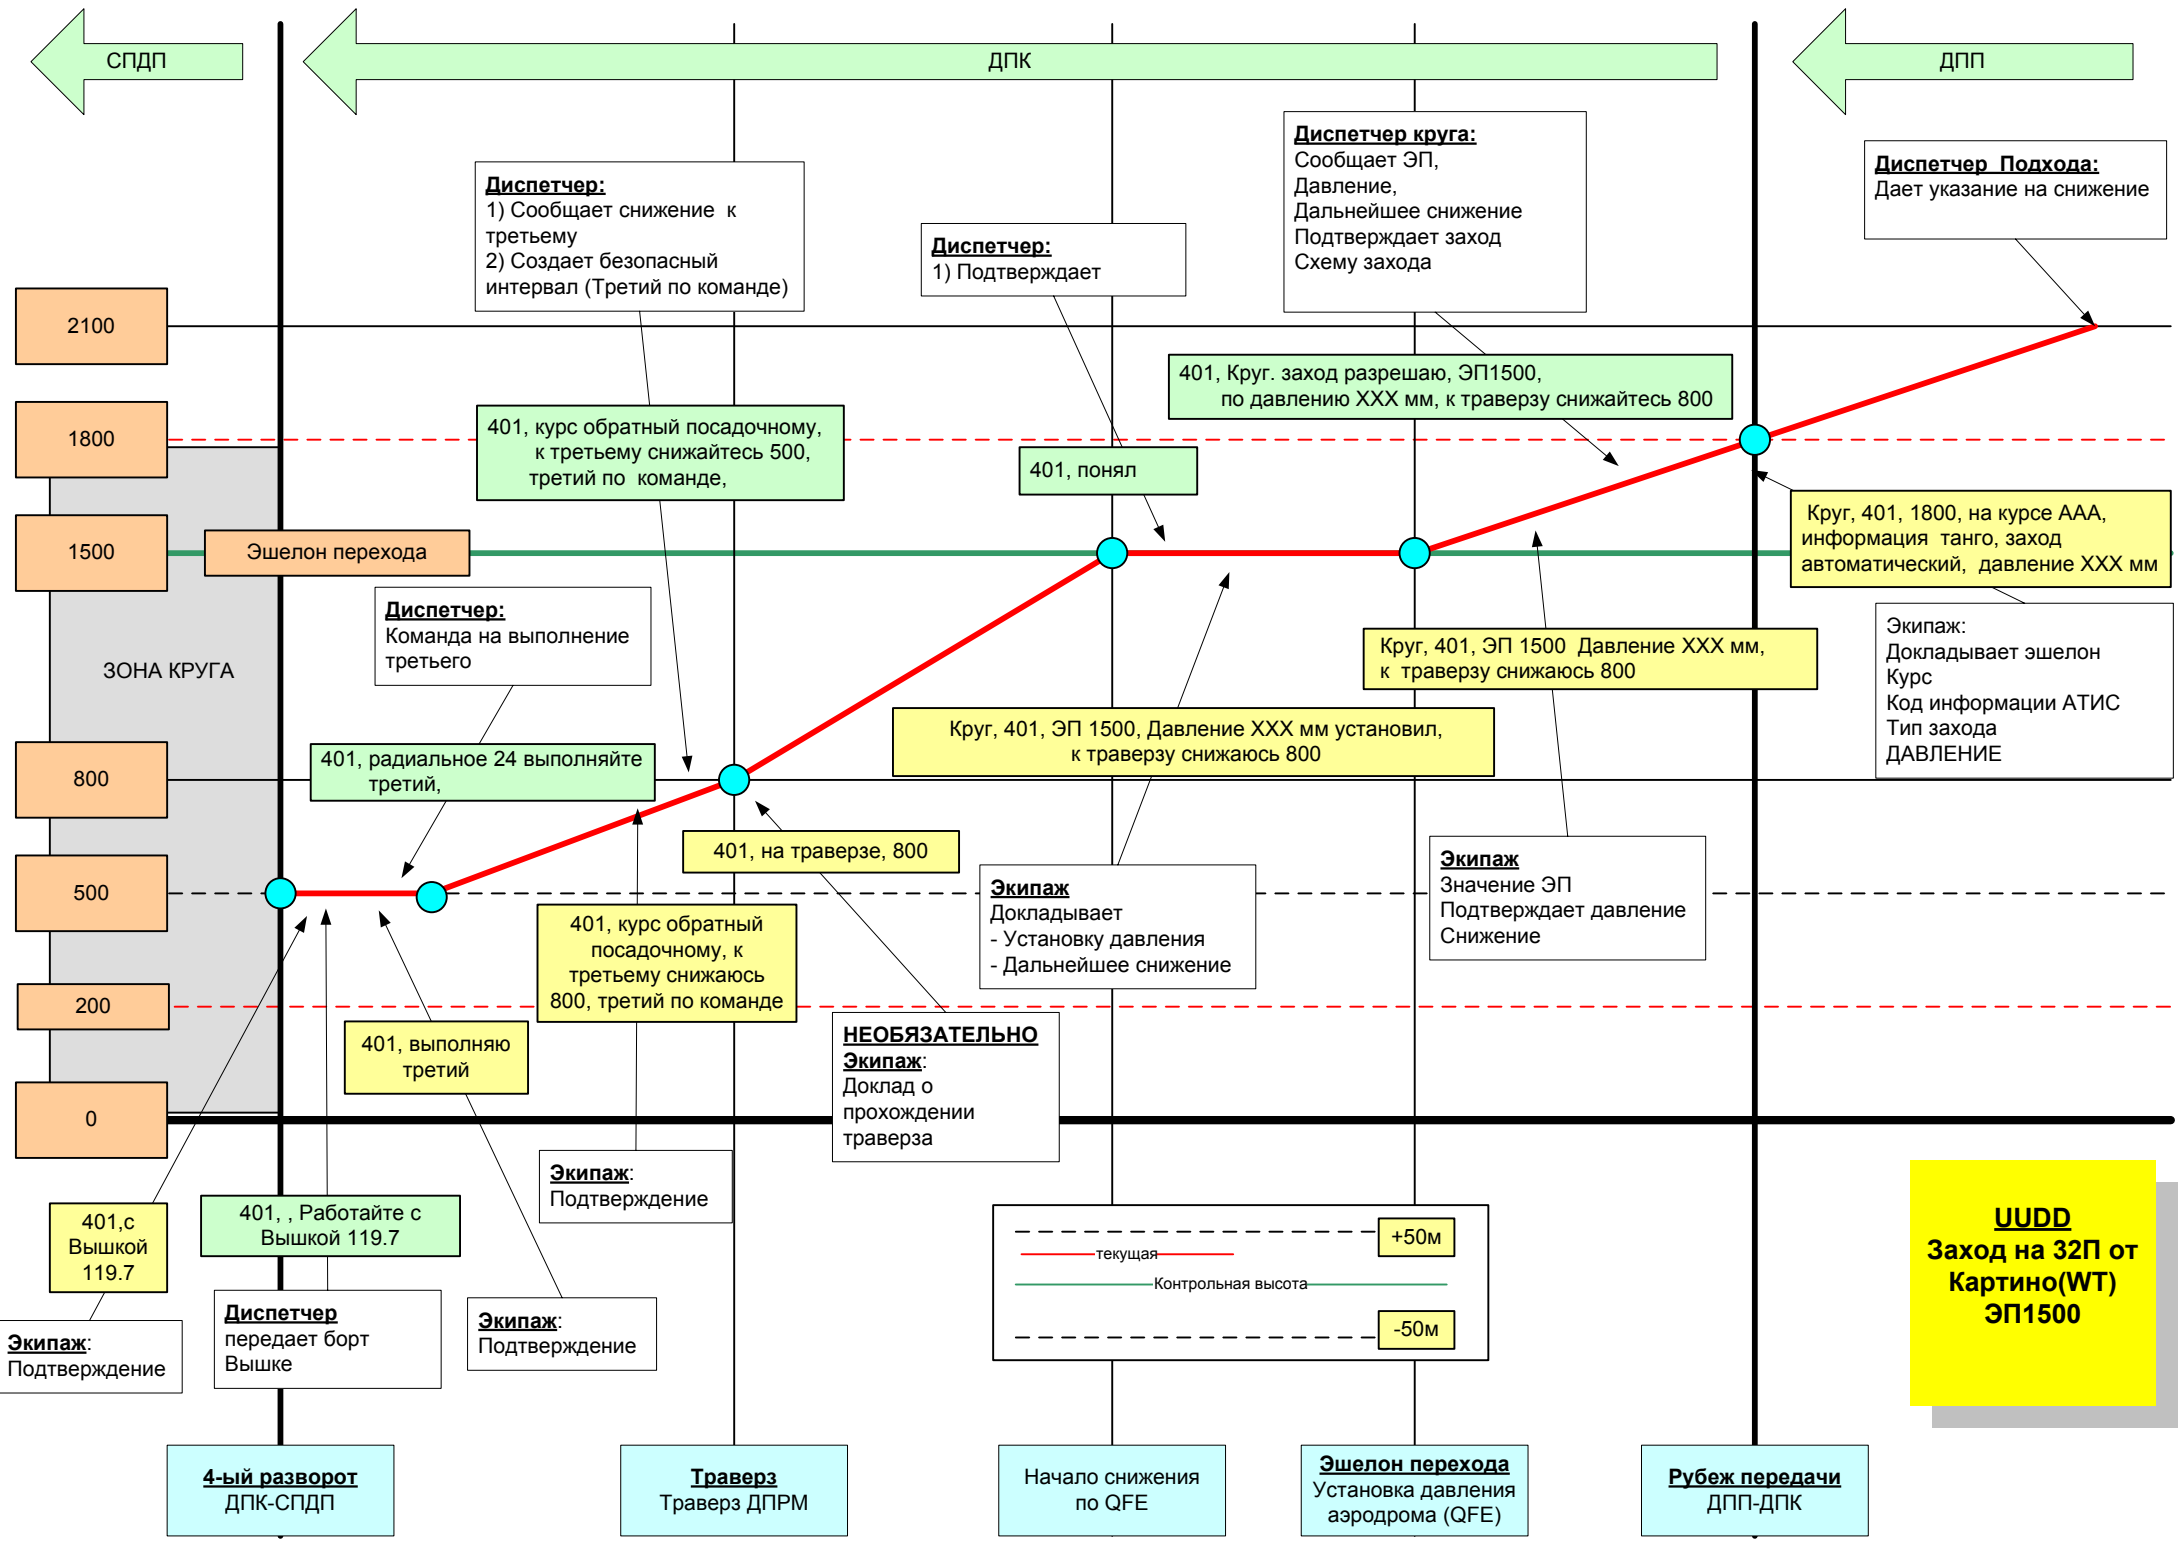 СПДП
ДПК
ДПП
Диспетчер круга:
Сообщает ЭП,
Давление,
Дальнейшее снижение
Подтверждает заход
Схему захода
Диспетчер Подхода:
Дает указание на снижение
Диспетчер:
1) Сообщает снижение к
третьему
2) Создает безопасный
интервал (Третий по команде)
Диспетчер:
1) Подтверждает
2100
401, Круг. заход разрешаю, ЭП1500,
по давлению ХХХ мм, к траверзу снижайтесь 800
1800
401, курс обратный посадочному,
к третьему снижайтесь 500,
третий по команде,
401, понял
Круг, 401, 1800, на курсе ААА,
информация танго, заход
автоматический, давление ХХХ мм
1500
Эшелон перехода
Диспетчер:
Команда на выполнение
третьего
ЗОНА КРУГА
Круг, 401, ЭП 1500 Давление ХХХ мм,
к траверзу снижаюсь 800
Экипаж:
Докладывает эшелон
Курс
Код информации АТИС
Тип захода
ДАВЛЕНИЕ
Круг, 401, ЭП 1500, Давление ХХХ мм установил,
к траверзу снижаюсь 800
800
401, радиальное 24 выполняйте
третий,
401, на траверзе, 800
500
Экипаж
Докладывает
- Установку давления
- Дальнейшее снижение
Экипаж
Значение ЭП
Подтверждает давление
Снижение
401, курс обратный
посадочному, к
третьему снижаюсь
800, третий по команде
200
401, выполняю
третий
НЕОБЯЗАТЕЛЬНО
Экипаж:
Доклад о
прохождении
траверза
0
Экипаж:
Подтверждение
401,с
Вышкой
119.7
401, , Работайте с
Вышкой 119.7
+50м
текущая
Контрольная высота
-50м
UUDD
Заход на 32П от
Картино(WT)
ЭП1500
Экипаж:
Подтверждение
Диспетчер
передает борт
Вышке
Экипаж:
Подтверждение
4-ый разворот
ДПК-СПДП
Траверз
Траверз ДПРМ
Начало снижения
по QFE
Эшелон перехода
Установка давления
аэродрома (QFE)
Рубеж передачи
ДПП-ДПК